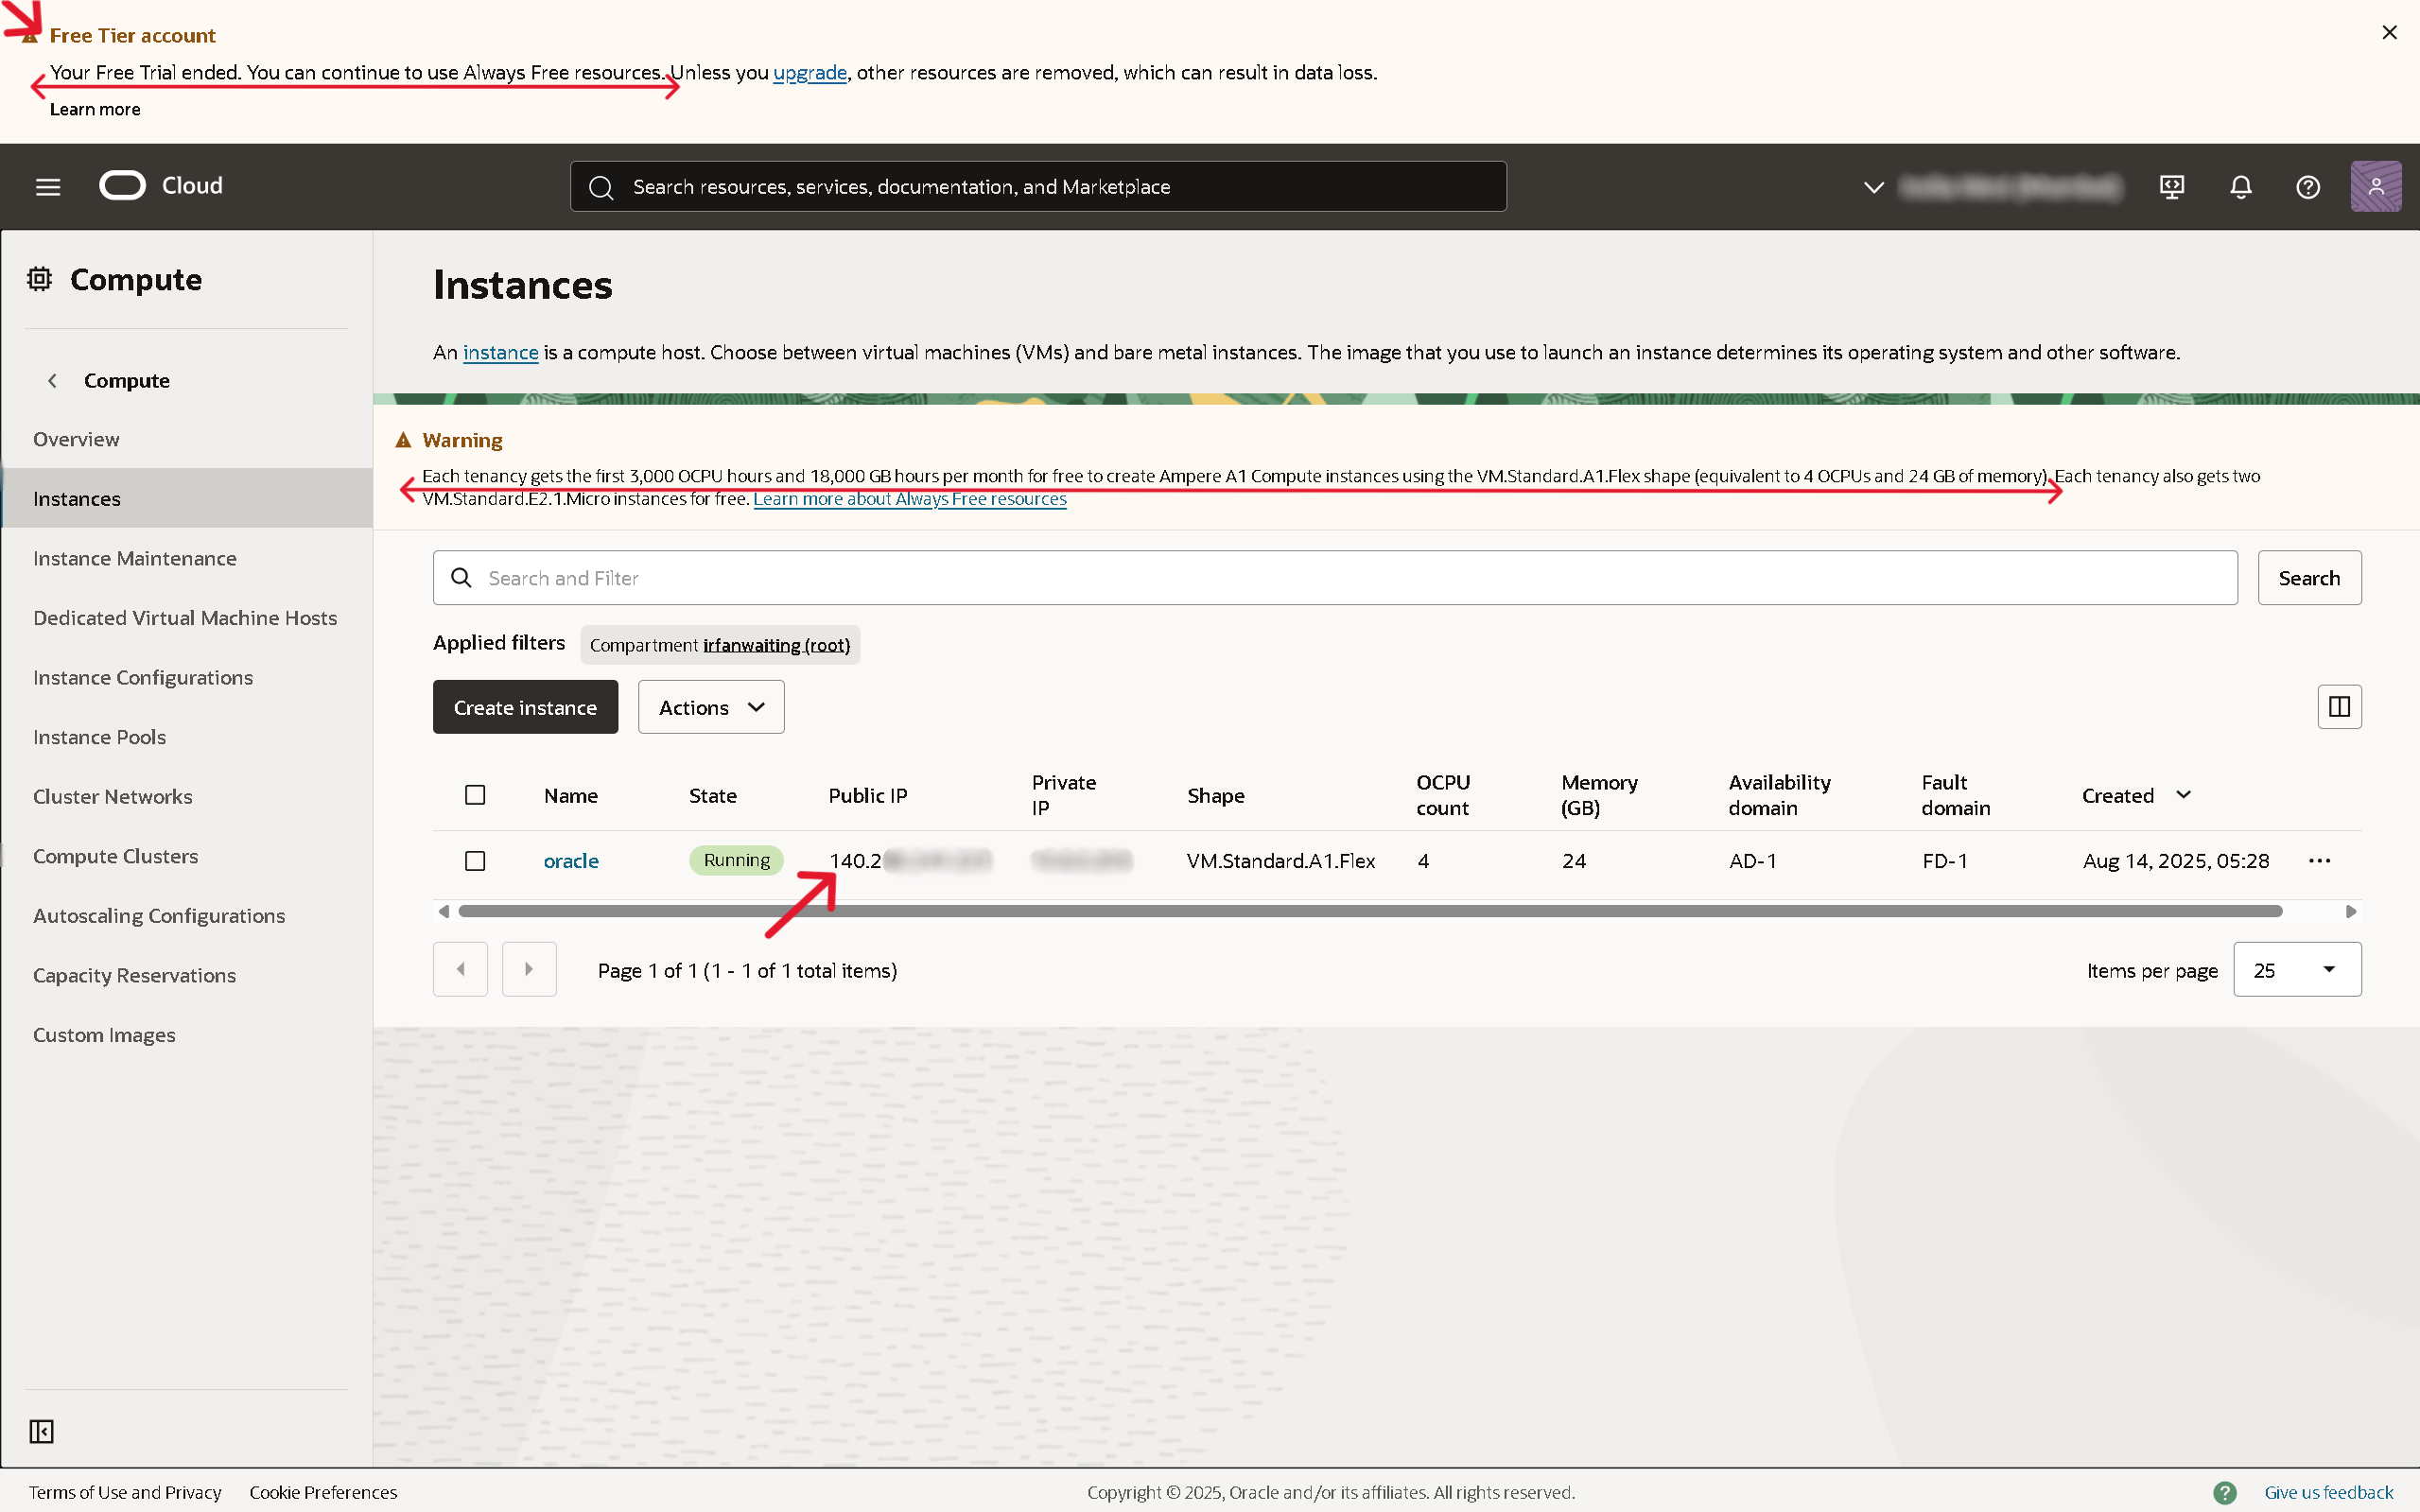 Free Tier account
Your Free Trial ended. You can continue to use Always Free resources. Unless you upgrade, other resources are removed, which can result in data loss.
Learn more
Cloud
Search resources, services, documentation, and Marketplace
Compute
Compute
Overview
Instances
Instance Maintenance
Dedicated Virtual Machine Hosts
Instance Configurations
Instance Pools
Cluster Networks
Compute Clusters
Autoscaling Configurations
Capacity Reservations
Custom Images
Instances
An instance is a compute host. Choose between virtual machines (VMs) and bare metal instances. The image that you use to launch an instance determines its operating system and other software.
Warning
Each tenancy gets the first 3,000 OCPU hours and 18,000 GB hours per month for free to create Ampere A1 Compute instances using the VM.Standard.A1.Flex shape (equivalent to 4 OCPUs and 24 GB of memory). Each tenancy also gets two
VM.Standard.E2.1.Micro instances for free. Learn more about Always Free resources
Search and Filter
Search
Applied filters Compartment irfanwaiting (root)
Create instance Actions
Name State Public IP Private IP Shape OCPU count Memory (GB) Availability domain Fault domain Created
oracle Running 140.2 VM.Standard.A1.Flex 4 24 AD-1 FD-1 Aug 14, 2025, 05:28
Page 1 of 1 (1 - 1 of 1 total items)
Items per page 25
Terms of Use and Privacy Cookie Preferences Copyright © 2025, Oracle and/or its affiliates. All rights reserved. Give us feedback